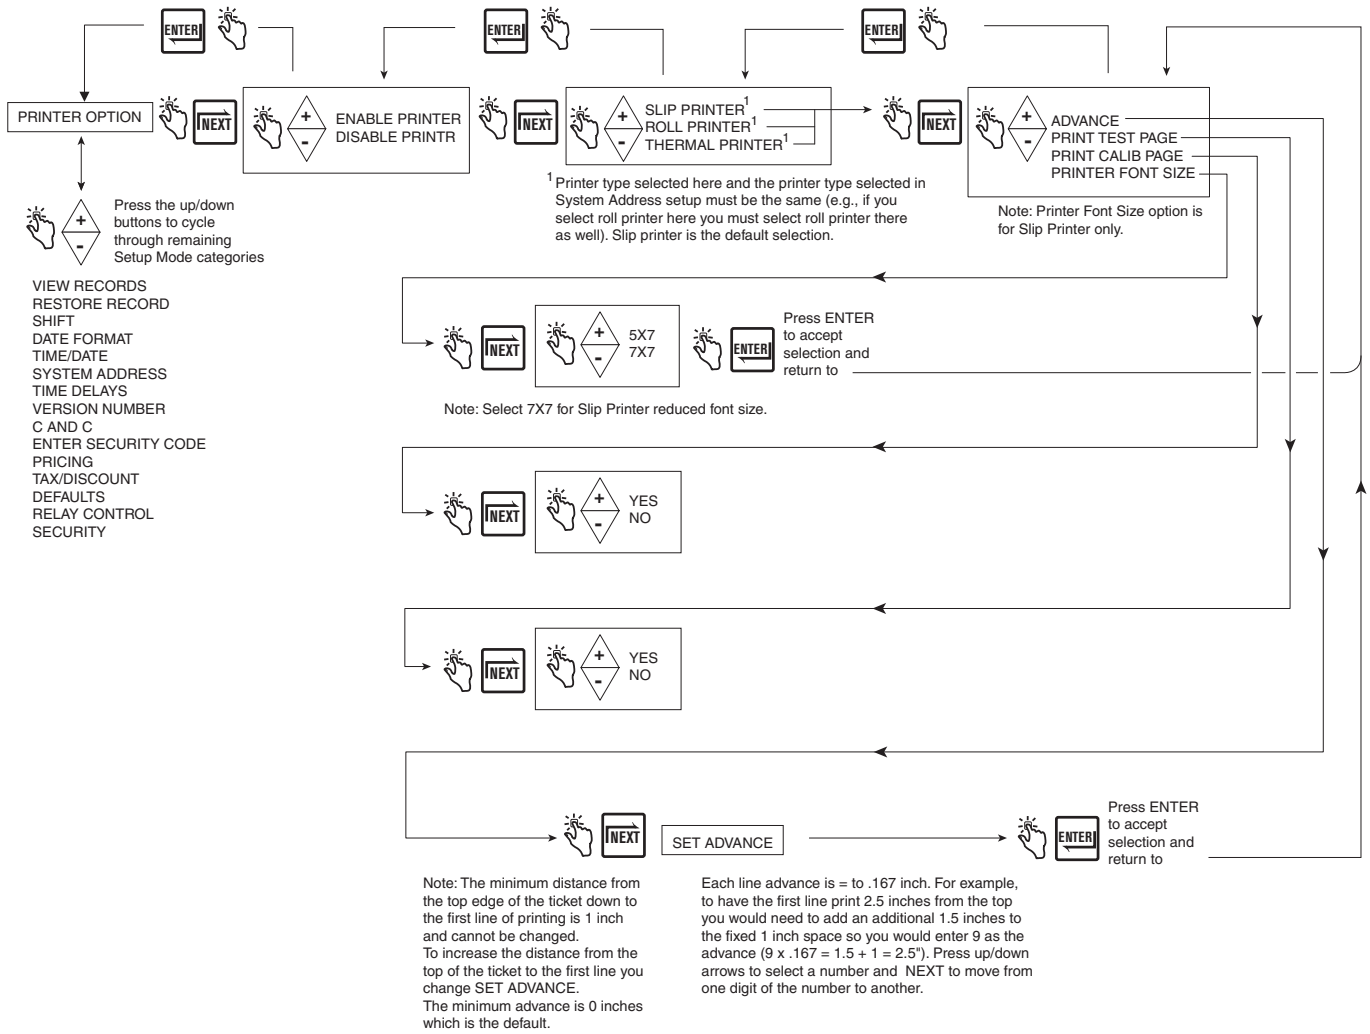 ENTER
ENTER
ENTER
PRINTER OPTION
NEXT
+
-
ENABLE PRINTER
DISABLE PRINTR
NEXT
+
-
SLIP PRINTER1
ROLL PRINTER1
THERMAL PRINTER1
NEXT
+
-
ADVANCE
PRINT TEST PAGE
PRINT CALIB PAGE
PRINTER FONT SIZE
1 Printer type selected here and the printer type selected in
System Address setup must be the same (e.g., if you
select roll printer here you must select roll printer there
as well). Slip printer is the default selection.
Note: Printer Font Size option is
for Slip Printer only.
+
-
Press the up/down
buttons to cycle
through remaining
Setup Mode categories
VIEW RECORDS
RESTORE RECORD
SHIFT
DATE FORMAT
TIME/DATE
SYSTEM ADDRESS
TIME DELAYS
VERSION NUMBER
C AND C
ENTER SECURITY CODE
PRICING
TAX/DISCOUNT
DEFAULTS
RELAY CONTROL
SECURITY
NEXT
+
-
5X7
7X7
ENTER
Press ENTER
to accept
selection and
return to
Note: Select 7X7 for Slip Printer reduced font size.
NEXT
+
-
YES
NO
NEXT
+
-
YES
NO
NEXT
SET ADVANCE
ENTER
Press ENTER
to accept
selection and
return to
Note: The minimum distance from
the top edge of the ticket down to
the first line of printing is 1 inch
and cannot be changed.
To increase the distance from the
top of the ticket to the first line you
change SET ADVANCE.
The minimum advance is 0 inches
which is the default.
Each line advance is = to .167 inch. For example,
to have the first line print 2.5 inches from the top
you would need to add an additional 1.5 inches to
the fixed 1 inch space so you would enter 9 as the
advance (9 x .167 = 1.5 + 1 = 2.5"). Press up/down
arrows to select a number and NEXT to move from
one digit of the number to another.